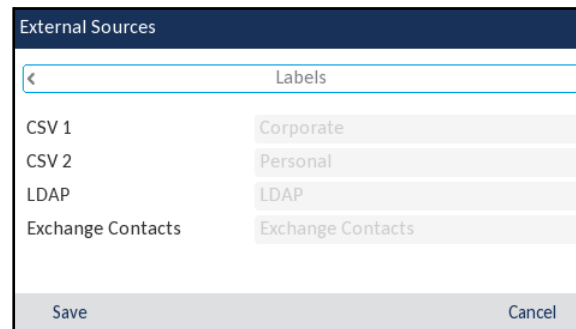 External Sources
< Labels
CSV 1 Corporate
CSV 2 Personal
LDAP LDAP
Exchange Contacts Exchange Contacts
Save Cancel